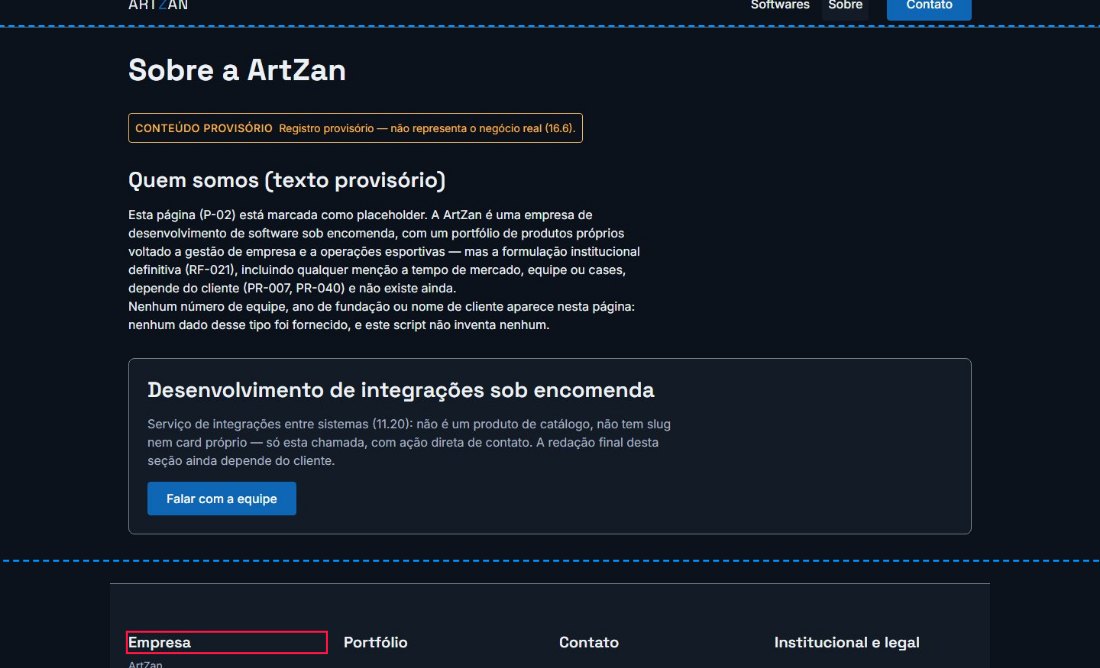 ARTZAN
Softwares Sobre Contato
Sobre a ArtZan
CONTEÚDO PROVISÓRIO Registro provisório — não representa o negócio real (16.6).
Quem somos (texto provisório)
Esta página (P-02) está marcada como placeholder. A ArtZan é uma empresa de
desenvolvimento de software sob encomenda, com um portfólio de produtos próprios
voltado a gestão de empresa e a operações esportivas — mas a formulação institucional
definitiva (RF-021), incluindo qualquer menção a tempo de mercado, equipe ou cases,
depende do cliente (PR-007, PR-040) e não existe ainda.
Nenhum número de equipe, ano de fundação ou nome de cliente aparece nesta página:
nenhum dado desse tipo foi fornecido, e este script não inventa nenhum.
Desenvolvimento de integrações sob encomenda
Serviço de integrações entre sistemas (11.20): não é um produto de catálogo, não tem slug
nem card próprio — só esta chamada, com ação direta de contato. A redação final desta
seção ainda depende do cliente.
Falar com a equipe
Empresa Portfólio Contato Institucional e legal
ArtZan